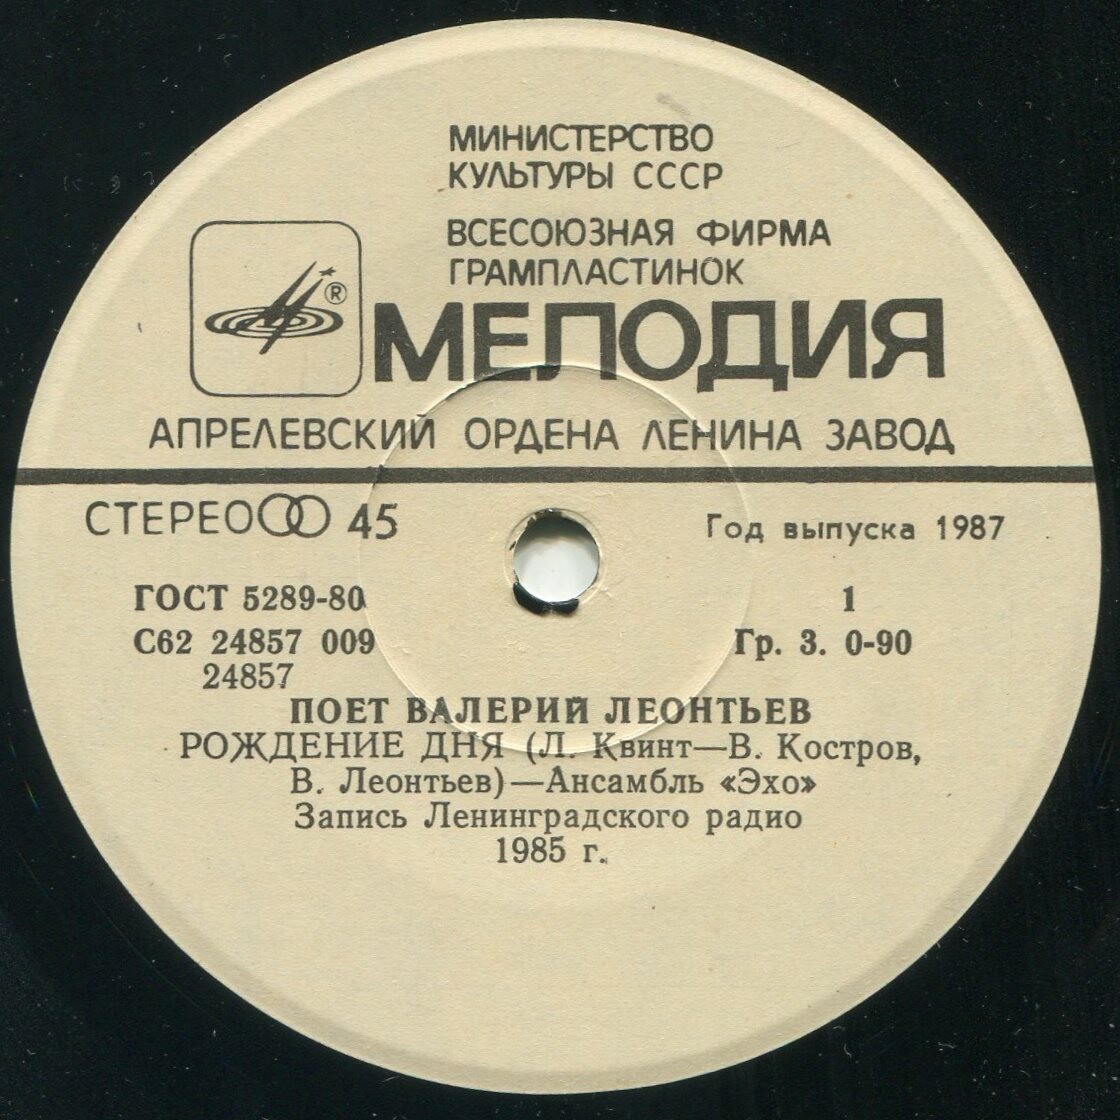 МИНИСТЕРСТВО
КУЛЬТУРЫ СССР
ВСЕСОЮЗНАЯ ФИРМА
ГРАМПЛАСТИНОК
®
МЕЛОДИЯ
АПРЕЛЕВСКИЙ ОРДЕНА ЛЕНИНА ЗАВОД
СТЕРЕО 45 Год выпуска 1987
ГОСТ 5289-80 1
С62 24857 009 Гр. 3. 0-90
24857
ПОЕТ ВАЛЕРИЙ ЛЕОНТЬЕВ
РОЖДЕНИЕ ДНЯ (Л. Квинт—В. Костров,
В. Леонтьев)—Ансамбль «Эхо»
Запись Ленинградского радио
1985 г.